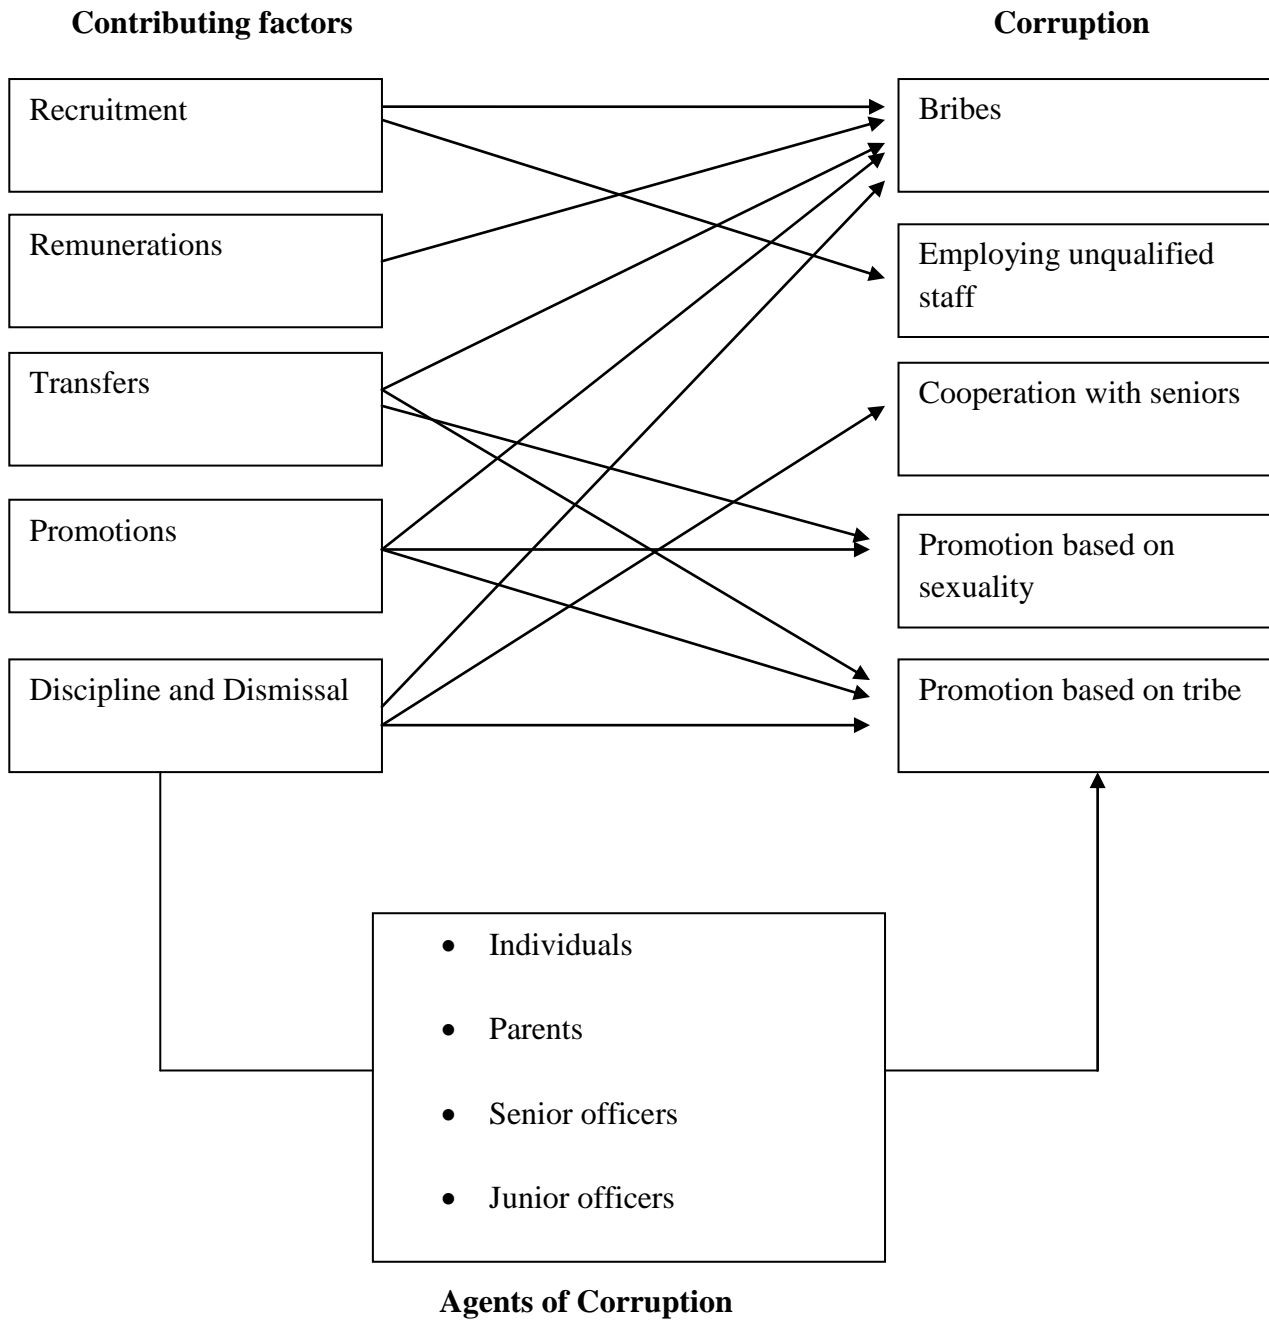 Contributing factors
Corruption
Recruitment
Bribes
Remunerations
Employing unqualified
staff
Transfers
Cooperation with seniors
Promotions
Promotion based on
sexuality
Discipline and Dismissal
Promotion based on tribe
• Individuals
• Parents
• Senior officers
• Junior officers
Agents of Corruption